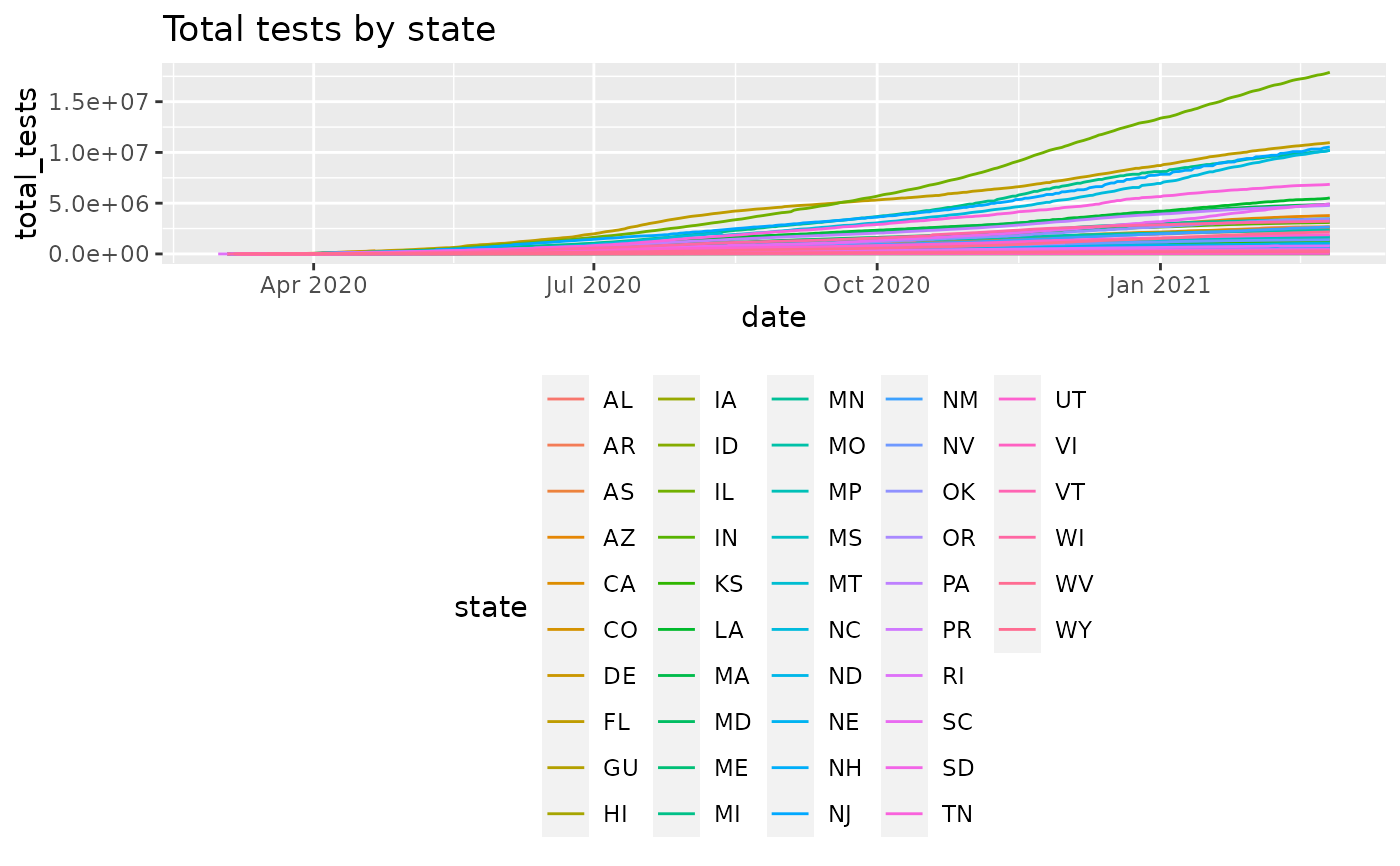 Total tests by state
total_tests
1.5e+07
1.0e+07
5.0e+06
0.0e+00
Apr 2020 Jul 2020 Oct 2020 Jan 2021
date
state
AL IA MN NM UT
AR ID MO NV VI
AS IL MP OK VT
AZ IN MS OR WI
CA KS MT PA WV
CO LA NC PR WY
DE MA ND RI
FL MD NE SC
GU ME NH SD
HI MI NJ TN